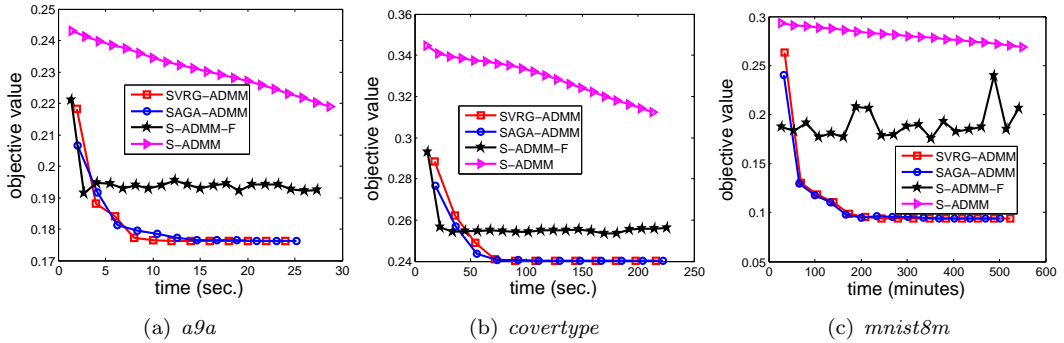 0.25
0.24
0.23
0.22
0.21
0.2
0.19
0.18
0.17
objective value
SVRG−ADMM
SAGA−ADMM
S−ADMM−F
S−ADMM
0 5 10 15 20 25 30
time (sec.)
(a) a9a
0.36
0.34
0.32
0.3
0.28
0.26
0.24
objective value
SVRG−ADMM
SAGA−ADMM
S−ADMM−F
S−ADMM
0 50 100 150 200 250
time (sec.)
(b) covertype
0.3
0.25
0.2
0.15
0.1
0.05
objective value
SVRG−ADMM
SAGA−ADMM
S−ADMM−F
S−ADMM
0 100 200 300 400 500 600
time (minutes)
(c) mnist8m